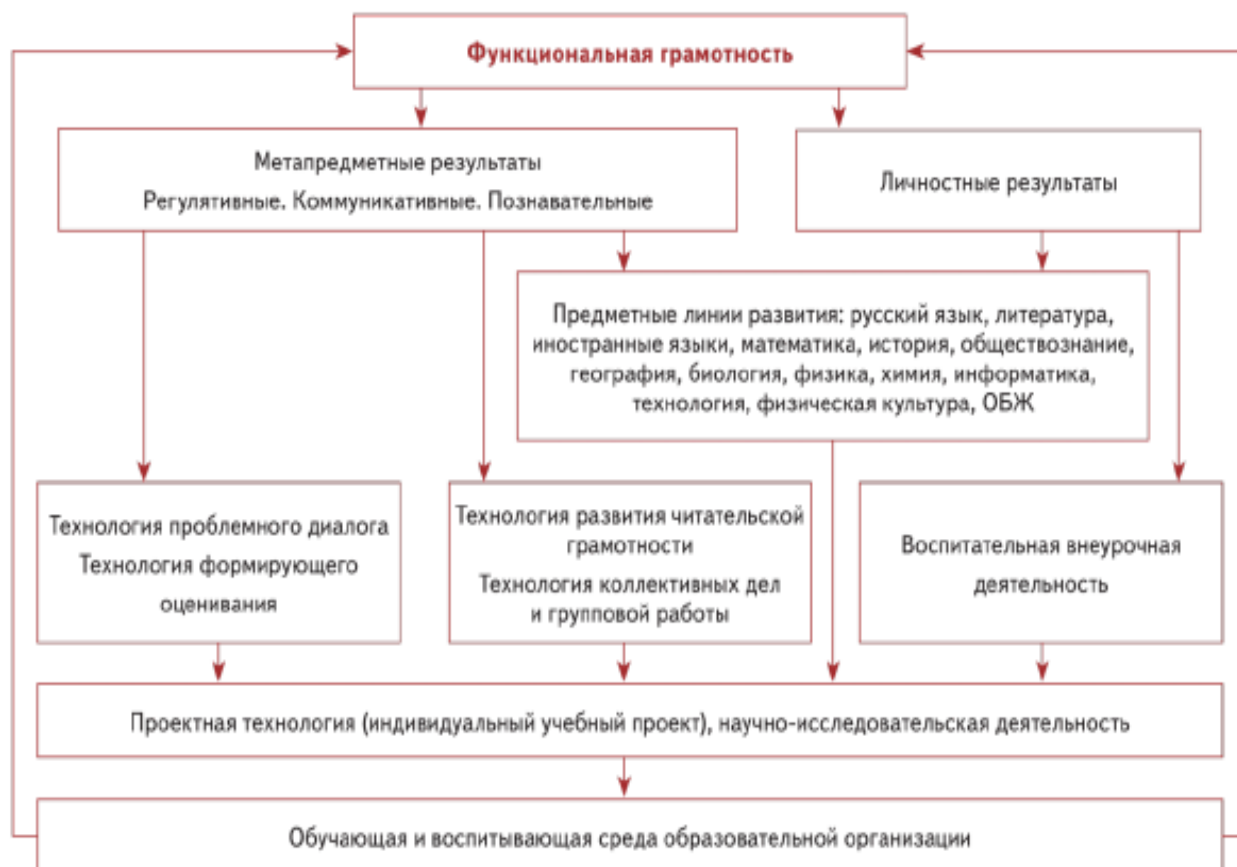 Функциональная грамотность
Метапредметные результаты
Регулятивные. Коммуникативные. Познавательные
Личностные результаты
Предметные линии развития: русский язык, литература,
иностранные языки, математика, история, обществознание,
география, биология, физика, химия, информатика,
технология, физическая культура, ОБЖ
Технология проблемного диалога
Технология формирующего
оценивания
Технология развития читательской
грамотности
Технология коллективных дел
и групповой работы
Воспитательная внеурочная
деятельность
Проектная технология (индивидуальный учебный проект), научно-исследовательская деятельность
Обучающая и воспитывающая среда образовательной организации